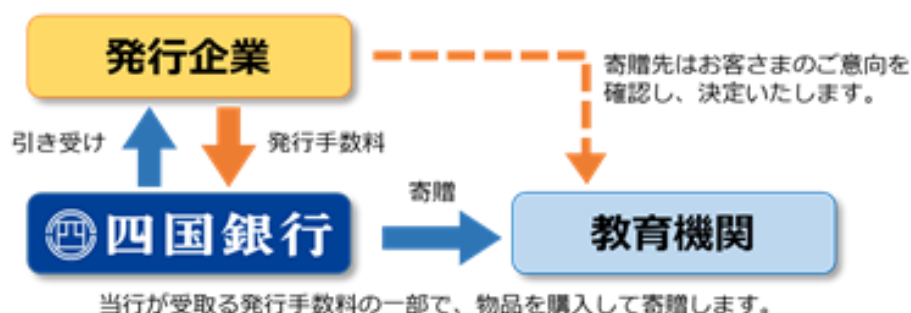 発行企業
寄贈先はお客さまのご意向を
確認し、決定いたします。
引き受け
発行手数料
四国銀行
寄贈
教育機関
当行が受取る発行手数料の一部で、物品を購入して寄贈します。